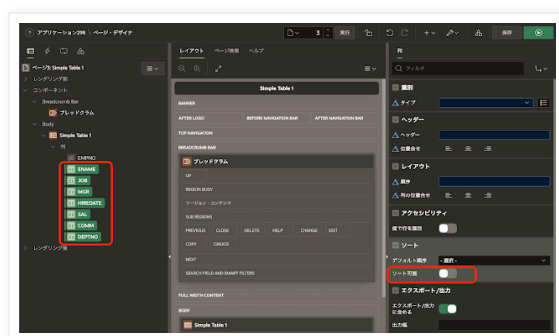 アプリケーション298 \ ページ・デザイナ
3
実行
保存
レイアウト ページ検索 ヘルプ
列
ページ5: Simple Table 1
レンダリング前
コンポーネント
Breadcrumb Bar
ブレッドクラム
Body
Simple Table 1
列
EMPNO
ENAME
JOB
MGR
HIREDATE
SAL
COMM
DEPTNO
レンダリング後
Simple Table 1
BANNER
AFTER LOGO BEFORE NAVIGATION BAR AFTER NAVIGATION BAR
TOP NAVIGATION
BREADCRUMB BAR
ブレッドクラム
UP
REGION BODY
リージョン・コンテンツ
SUB REGIONS
PREVIOUS CLOSE DELETE HELP CHANGE EDIT
COPY CREATE
NEXT
SEARCH FIELD AND SMART FILTERS
FULL WIDTH CONTENT
BODY
Simple Table 1
フィルタ
識別
タイプ
ヘッダー
ヘッダー
位置合せ
レイアウト
順序
列の位置合せ
アクセシビリティ
値で行を識別
ソート
デフォルト順序 - 選択 -
ソート可能
エクスポート/出力
エクスポート/出力
に含める
出力幅